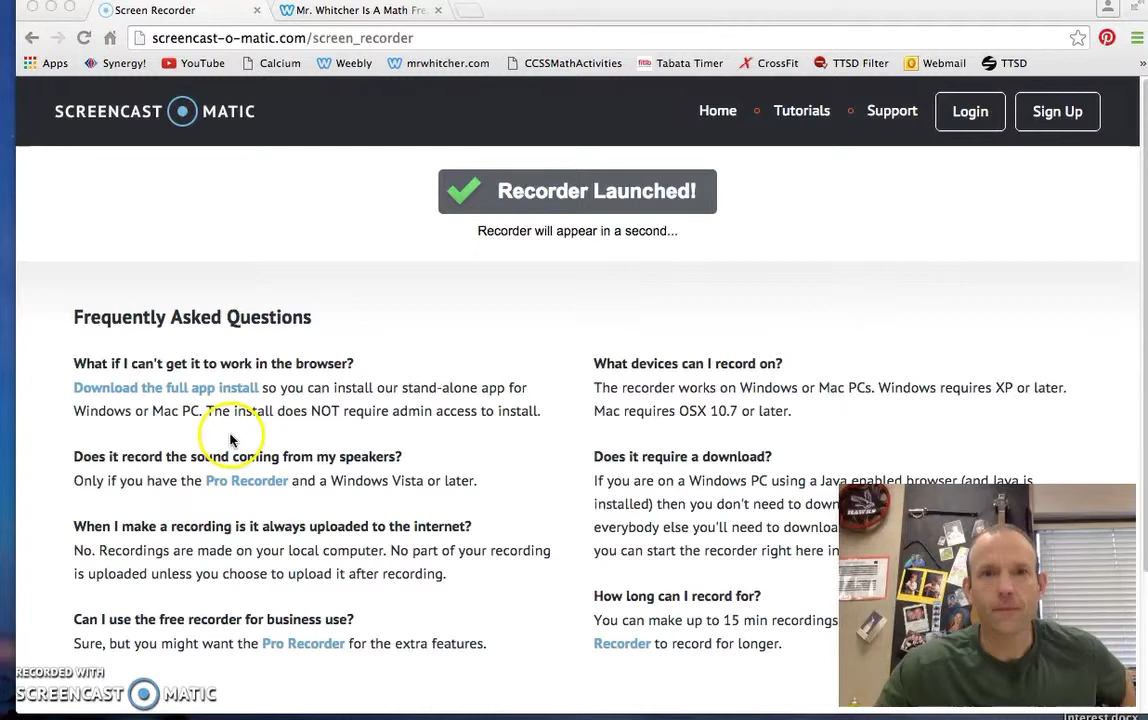 Screen Recorder
Mr. Whitcher Is A Math Fre
screencast-o-matic.com/screen_recorder
Apps Synergy! YouTube Calcium Weebly mrwhitcher.com CCSSMathActivities Tabata Timer CrossFit TTSD Filter Webmail TTSD »
SCREENCAST MATIC
Home Tutorials Support Login Sign Up
Recorder Launched!
Recorder will appear in a second...
Frequently Asked Questions
What if I can't get it to work in the browser?
Download the full app install so you can install our stand-alone app for
Windows or Mac PC. The install does NOT require admin access to install.
Does it record the sound coming from my speakers?
Only if you have the Pro Recorder and a Windows Vista or later.
When I make a recording is it always uploaded to the internet?
No. Recordings are made on your local computer. No part of your recording
is uploaded unless you choose to upload it after recording.
Can I use the free recorder for business use?
Sure, but you might want the Pro Recorder for the extra features.
What devices can I record on?
The recorder works on Windows or Mac PCs. Windows requires XP or later.
Mac requires OSX 10.7 or later.
Does it require a download?
If you are on a Windows PC using a Java enabled browser (and Java is
installed) then you don't need to down
everybody else you'll need to downloa
you can start the recorder right here in
How long can I record for?
You can make up to 15 min recordings
Recorder to record for longer.
HAWKS
RECORDED WITH
SCREENCAST MATIC
Interest.docx